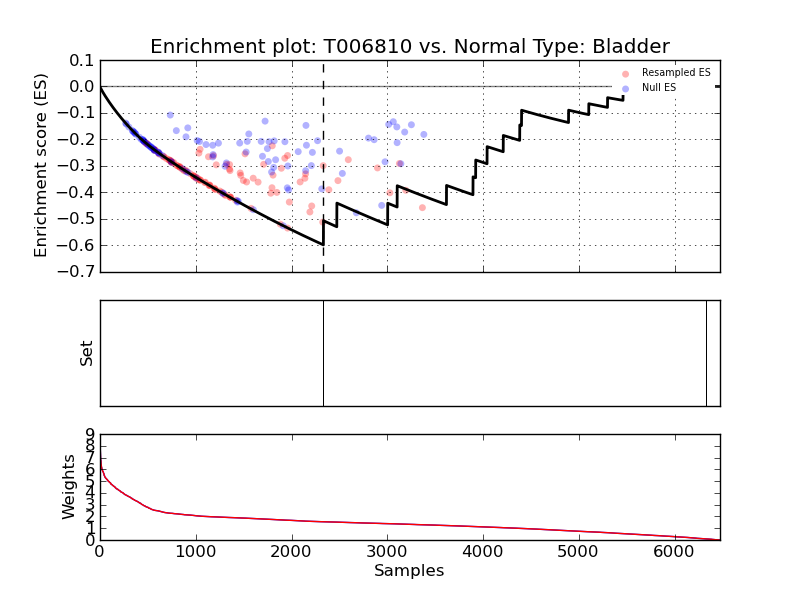 Enrichment plot: T006810 vs. Normal Type: Bladder
Enrichment score (ES)
0.1
0.0
−0.1
−0.2
−0.3
−0.4
−0.5
−0.6
−0.7
Resampled ES
Null ES
Set
Weights
9
8
7
6
5
4
3
2
1
0
0 1000 2000 3000 4000 5000 6000
Samples